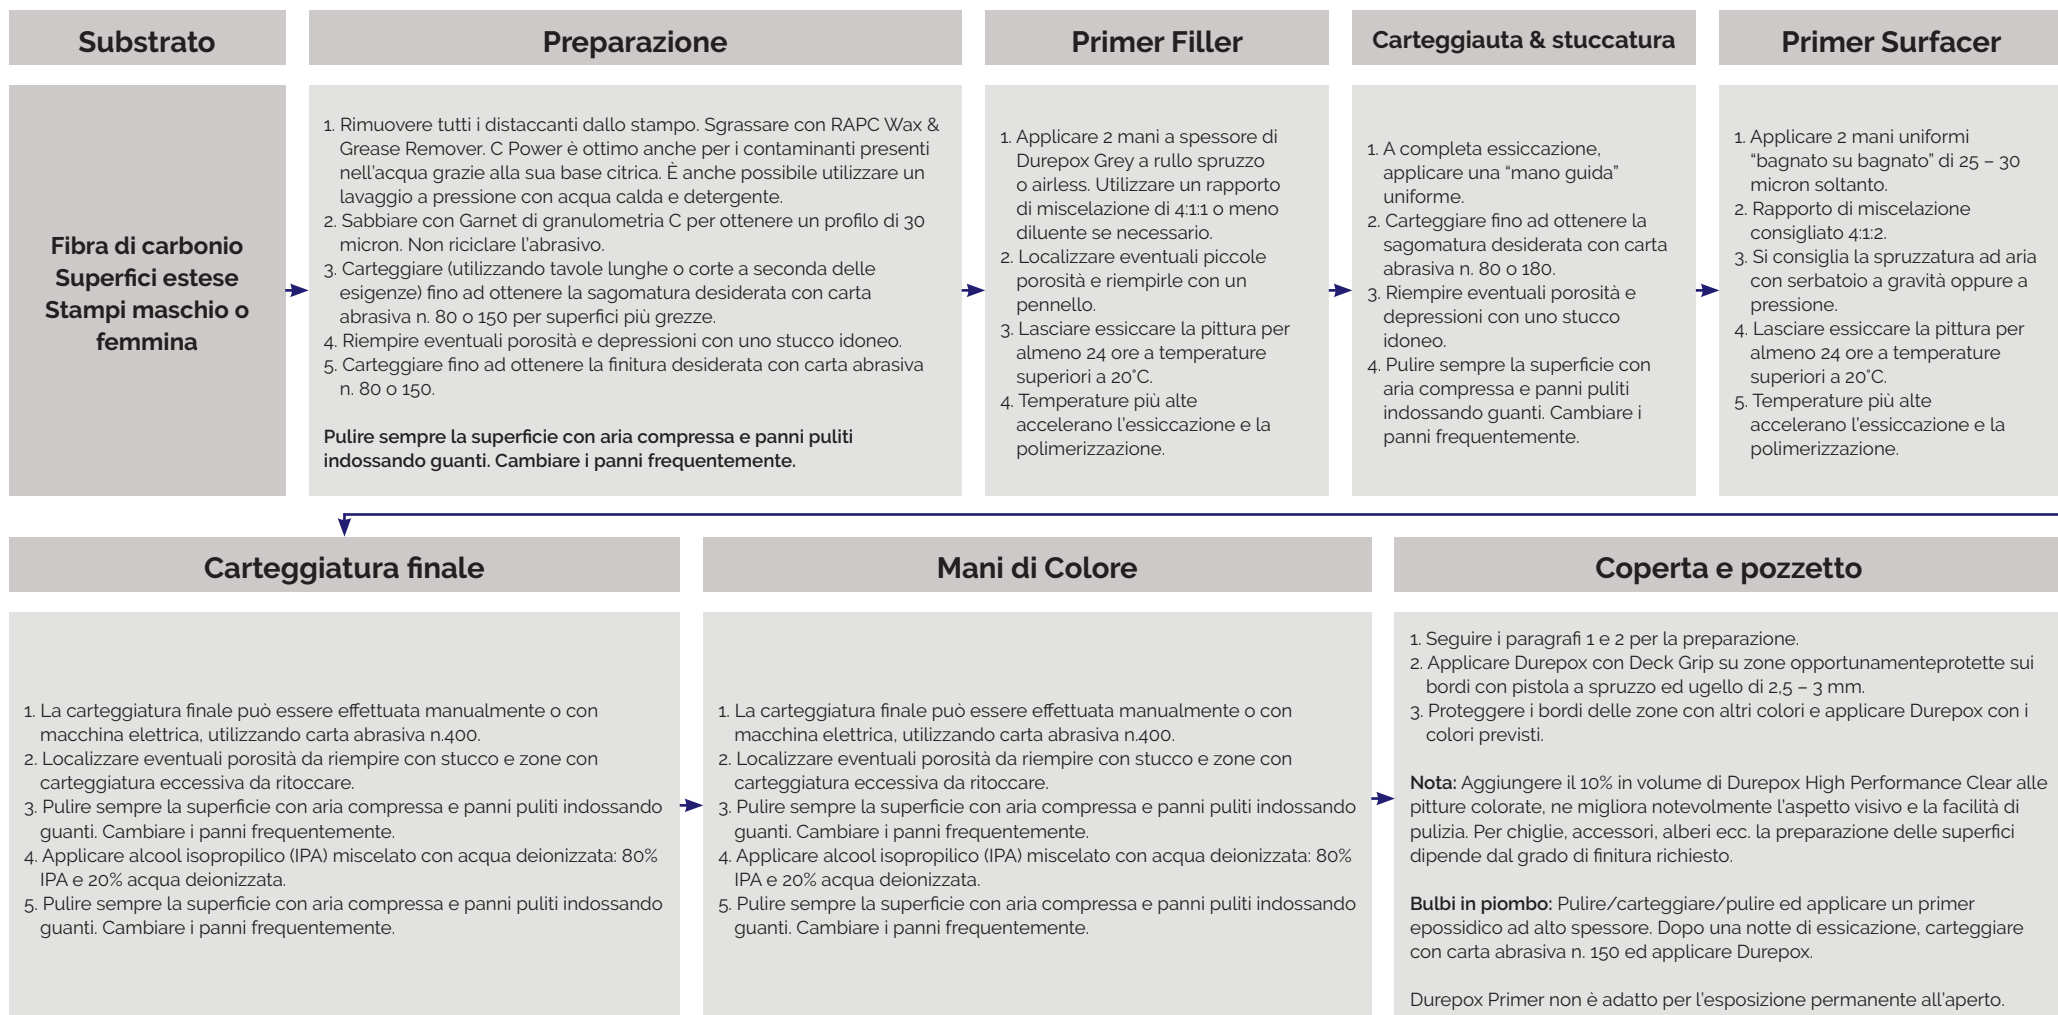 Substrato
Preparazione
Primer Filler
Carteggiauta & stuccatura
Primer Surfacer
Fibra di carbonio
Superfici estese
Stampi maschio o
femmina
1. Rimuovere tutti i distaccanti dallo stampo. Sgrassare con RAPC Wax &
Grease Remover. C Power è ottimo anche per i contaminanti presenti
nell'acqua grazie alla sua base citrica. È anche possibile utilizzare un
lavaggio a pressione con acqua calda e detergente.
2. Sabbiare con Garnet di granulometria C per ottenere un profilo di 30
micron. Non riciclare l'abrasivo.
3. Carteggiare (utilizzando tavole lunghe o corte a seconda delle
esigenze) fino ad ottenere la sagomatura desiderata con carta
abrasiva n. 80 o 150 per superfici più grezze.
4. Riempire eventuali porosità e depressioni con uno stucco idoneo.
5. Carteggiare fino ad ottenere la finitura desiderata con carta abrasiva
n. 80 o 150.
Pulire sempre la superficie con aria compressa e panni puliti
indossando guanti. Cambiare i panni frequentemente.
1. Applicare 2 mani a spessore di
Durepox Grey a rullo spruzzo
o airless. Utilizzare un rapporto
di miscelazione di 4:1:1 o meno
diluente se necessario.
2. Localizzare eventuali piccole
porosità e riempirle con un
pennello.
3. Lasciare essiccare la pittura per
almeno 24 ore a temperature
superiori a 20°C.
4. Temperature più alte
accelerano l'essiccazione e la
polimerizzazione.
1. A completa essiccazione,
applicare una “mano guida”
uniforme.
2. Carteggiare fino ad ottenere la
sagomatura desiderata con carta
abrasiva n. 80 o 180.
3. Riempire eventuali porosità e
depressioni con uno stucco
idoneo.
4. Pulire sempre la superficie con
aria compressa e panni puliti
indossando guanti. Cambiare i
panni frequentemente.
1. Applicare 2 mani uniformi
“bagnato su bagnato” di 25 – 30
micron soltanto.
2. Rapporto di miscelazione
consigliato 4:1:2.
3. Si consiglia la spruzzatura ad aria
con serbatoio a gravità oppure a
pressione.
4. Lasciare essiccare la pittura per
almeno 24 ore a temperature
superiori a 20°C.
5. Temperature più alte
accelerano l'essiccazione e la
polimerizzazione.
Carteggiatura finale
Mani di Colore
Coperta e pozzetto
1. La carteggiatura finale può essere effettuata manualmente o con
macchina elettrica, utilizzando carta abrasiva n.400.
2. Localizzare eventuali porosità da riempire con stucco e zone con
carteggiatura eccessiva da ritoccare.
3. Pulire sempre la superficie con aria compressa e panni puliti indossando
guanti. Cambiare i panni frequentemente.
4. Applicare alcool isopropilico (IPA) miscelato con acqua deionizzata: 80%
IPA e 20% acqua deionizzata.
5. Pulire sempre la superficie con aria compressa e panni puliti indossando
guanti. Cambiare i panni frequentemente.
1. La carteggiatura finale può essere effettuata manualmente o con
macchina elettrica, utilizzando carta abrasiva n.400.
2. Localizzare eventuali porosità da riempire con stucco e zone con
carteggiatura eccessiva da ritoccare.
3. Pulire sempre la superficie con aria compressa e panni puliti indossando
guanti. Cambiare i panni frequentemente.
4. Applicare alcool isopropilico (IPA) miscelato con acqua deionizzata: 80%
IPA e 20% acqua deionizzata.
5. Pulire sempre la superficie con aria compressa e panni puliti indossando
guanti. Cambiare i panni frequentemente.
1. Seguire i paragrafi 1 e 2 per la preparazione.
2. Applicare Durepox con Deck Grip su zone opportunamenteprotette sui
bordi con pistola a spruzzo ed ugello di 2,5 – 3 mm.
3. Proteggere i bordi delle zone con altri colori e applicare Durepox con i
colori previsti.
Nota: Aggiungere il 10% in volume di Durepox High Performance Clear alle
pitture colorate, ne migliora notevolmente l'aspetto visivo e la facilità di
pulizia. Per chiglie, accessori, alberi ecc. la preparazione delle superfici
dipende dal grado di finitura richiesto.
Bulbi in piombo: Pulire/carteggiare/pulire ed applicare un primer
epossidico ad alto spessore. Dopo una notte di essicazione, carteggiare
con carta abrasiva n. 150 ed applicare Durepox.
Durepox Primer non è adatto per l'esposizione permanente all'aperto.